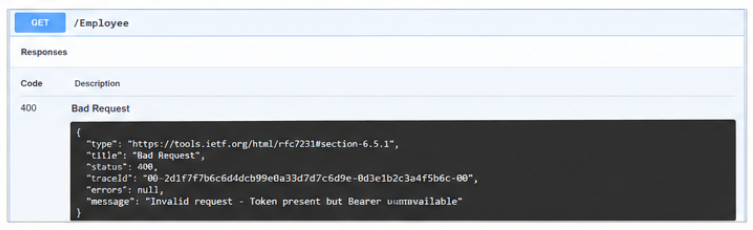 GET /Employee
Responses
Code Description
400 Bad Request
{
"type": "https://tools.ietf.org/html/rfc7231#section-6.5.1",
"title": "Bad Request",
"status": 400,
"traceId": "00-2d1f7f7b6c6d4dcb99e0a33d7d7c6d9e-0d3e1b2c3a4f5b6c-00",
"errors": null,
"message": "Invalid request - Token present but Bearer
}